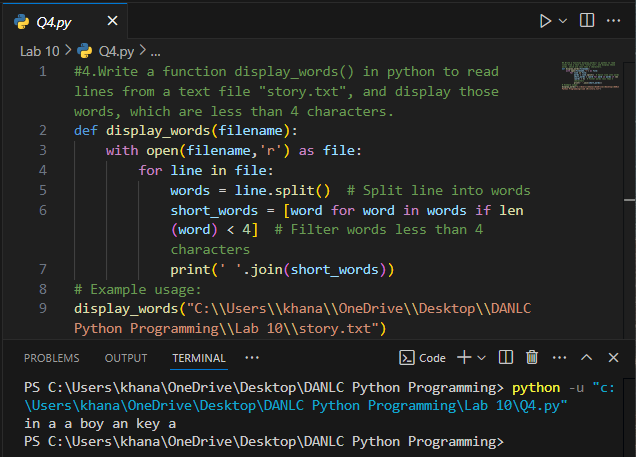 Q4.py
Lab 10 > Q4.py > ...
1 #4.Write a function display_words() in python to read
lines from a text file "story.txt", and display those
words, which are less than 4 characters.
2 def display_words(filename):
3 with open(filename,'r') as file:
4 for line in file:
5 words = line.split()  # Split line into words
6 short_words = [word for word in words if len
(word) < 4]  # Filter words less than 4
characters
7 print(' '.join(short_words))
8 # Example usage:
9 display_words("C:\\Users\\khana\\OneDrive\\Desktop\\DANLC
Python Programming\\Lab 10\\story.txt")
PROBLEMS OUTPUT TERMINAL ... Code
PS C:\Users\khana\OneDrive\Desktop\DANLC Python Programming> python -u "c:
\Users\khana\OneDrive\Desktop\DANLC Python Programming\Lab 10\Q4.py"
in a a boy an key a
PS C:\Users\khana\OneDrive\Desktop\DANLC Python Programming>